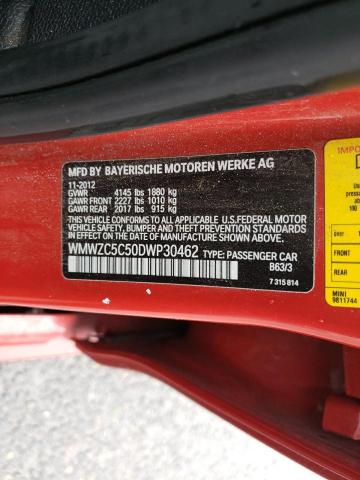 MFD BY BAYERISCHE MOTOREN WERKE AG
11-2012
GVWR 4145 lbs 1880 kg
GAWR FRONT 2227 lbs 1010 kg
GAWR REAR 2017 lbs 915 kg
THIS VEHICLE CONFORMS TO ALL APPLICABLE
U.S. VEHICLE, BUMPER AND THEFT PREVENTION
SAFETY STANDARDS IN EFFECT ON THE DATE
OF MANUFACTURE SHOWN ABOVE.
WMWZC5C50DWP30462 TYPE: PASSENGER CAR
B63/3
7 315 814
IMPO
Us
100
FRONT
REAR
MINI
9811744